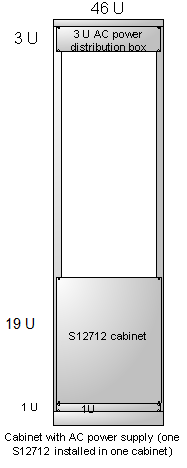 46 U
3 U
3 U AC power
distribution box
19 U
S12712 cabinet
1 U
1U
Cabinet with AC power supply (one
S12712 installed in one cabinet)